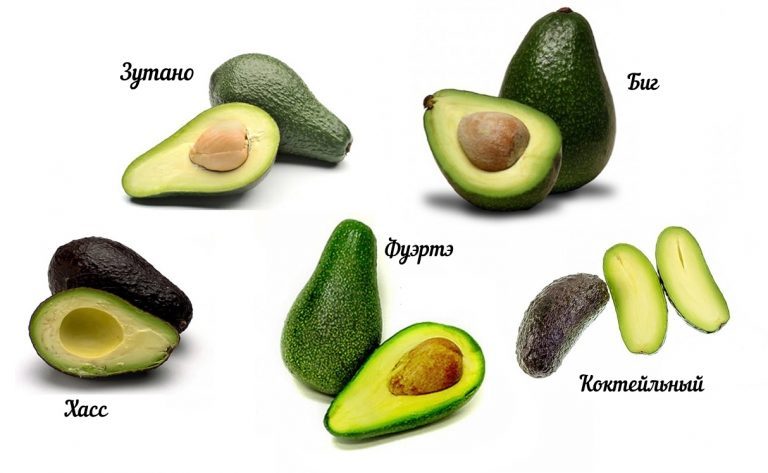 Зутано
Биг
Фуэртэ
Хасс
Коктейльный